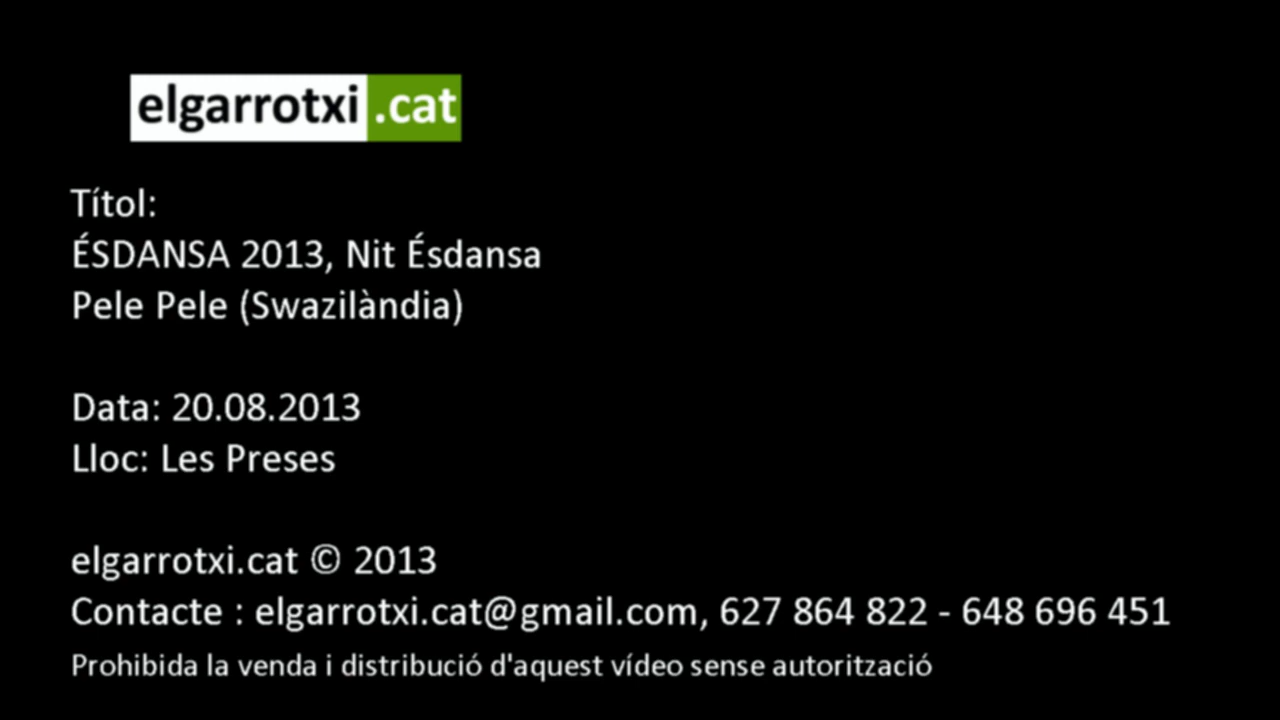 elgarrotxi .cat
Títol:
ÉSDANSA 2013, Nit Ésdansa
Pele Pele (Swazilàndia)
Data: 20.08.2013
Lloc: Les Preses
elgarrotxi.cat © 2013
Contacte : elgarrotxi.cat@gmail.com, 627 864 822 - 648 696 451
Prohibida la venda i distribució d'aquest vídeo sense autorització